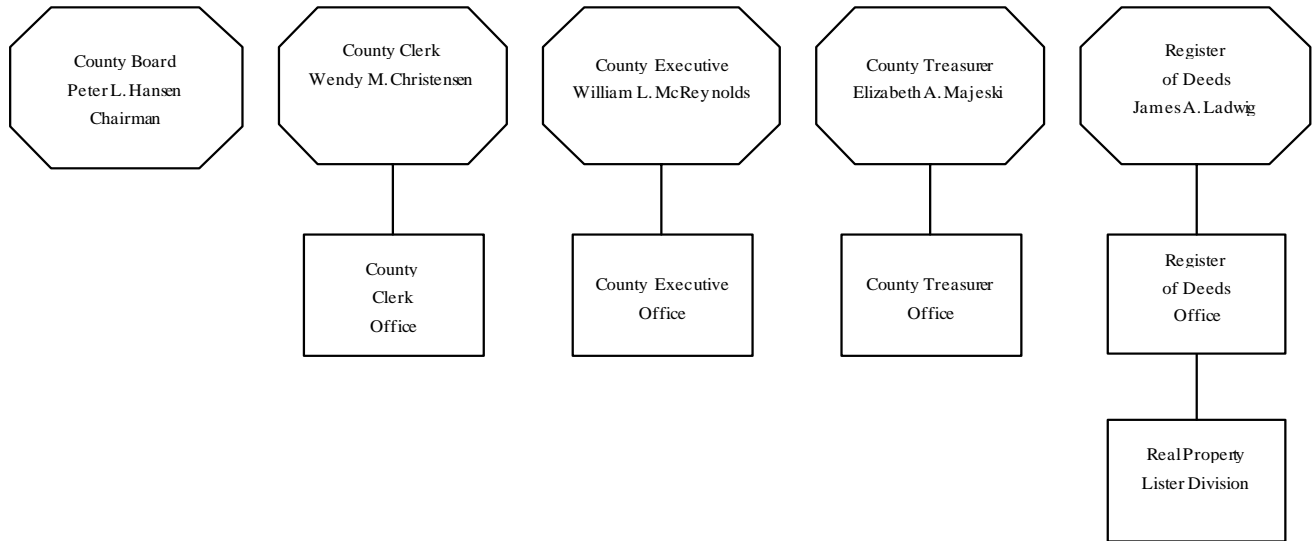 County Board
Peter L. Hansen
Chairman
County Clerk
Wendy M. Christensen
County Executive
William L. McReynolds
County Treasurer
Elizabeth A. Majeski
Register
of Deeds
James A. Ladwig
County
Clerk
Office
County Executive
Office
County Treasurer
Office
Register
of Deeds
Office
Real Property
Lister Division